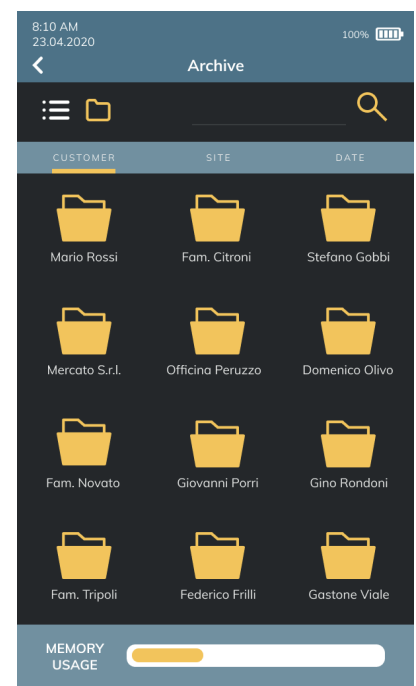 8:10 AM
23.04.2020
100%
Archive
CUSTOMER SITE DATE
Mario Rossi Fam. Citroni Stefano Gobbi
Mercato S.r.l. Officina Peruzzo Domenico Olivo
Fam. Novato Giovanni Porri Gino Rondoni
Fam. Tripoli Federico Frilli Gastone Viale
MEMORY
USAGE